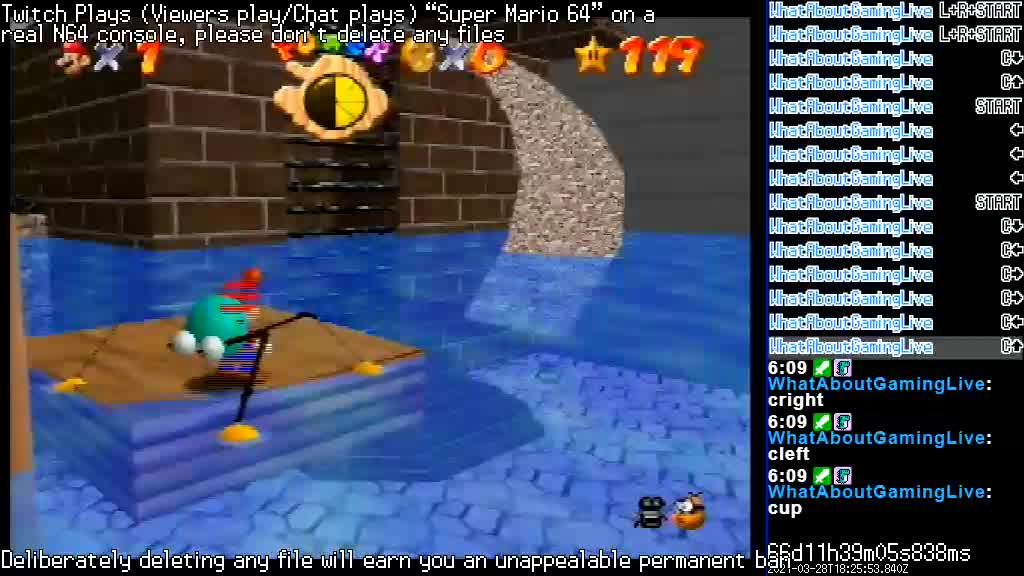 Twitch Plays (Viewers play/Chat plays) “Super Mario 64” on a
real N64 console, please don't delete any files
1
0
119
WhatAboutGamingLive L+R+START
WhatAboutGamingLive L+R+START
WhatAboutGamingLive C↓
WhatAboutGamingLive C↑
WhatAboutGamingLive START
WhatAboutGamingLive ←
WhatAboutGamingLive ←
WhatAboutGamingLive ←
WhatAboutGamingLive START
WhatAboutGamingLive C↓
WhatAboutGamingLive C←
WhatAboutGamingLive C→
WhatAboutGamingLive C→
WhatAboutGamingLive C←
WhatAboutGamingLive C↑
6:09
WhatAboutGamingLive:
cright
6:09
WhatAboutGamingLive:
cleft
6:09
WhatAboutGamingLive:
cup
Deliberately deleting any file will earn you an unappealable permanent ban
66d11h39m05s838ms
2021-03-28T18:25:53.840Z